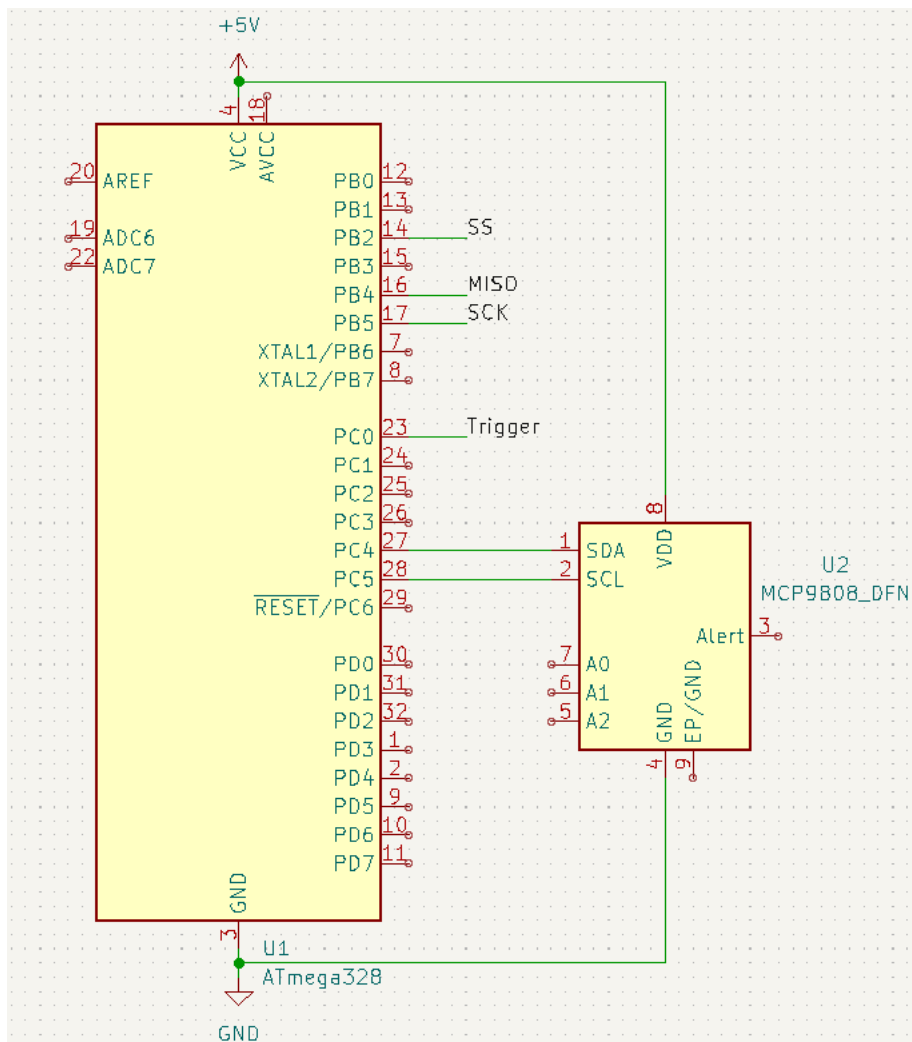 +5V
4
18
VCC
AVCC
20 AREF
19 ADC6
22 ADC7
PB0 12
PB1 13
PB2 14 SS
PB3 15
PB4 16 MISO
PB5 17 SCK
XTAL1/PB6 7
XTAL2/PB7 8
PC0 23 Trigger
PC1 24
PC2 25
PC3 26
PC4 27
PC5 28
RESET/PC6 29
PD0 30
PD1 31
PD2 32
PD3 1
PD4 2
PD5 9
PD6 10
PD7 11
GND
3
U1
ATmega328
GND
8
VDD
1 SDA
2 SCL
U2
MCP9808_DFN
Alert 3
7 A0
6 A1
5 A2
GND
EP/GND
4
9